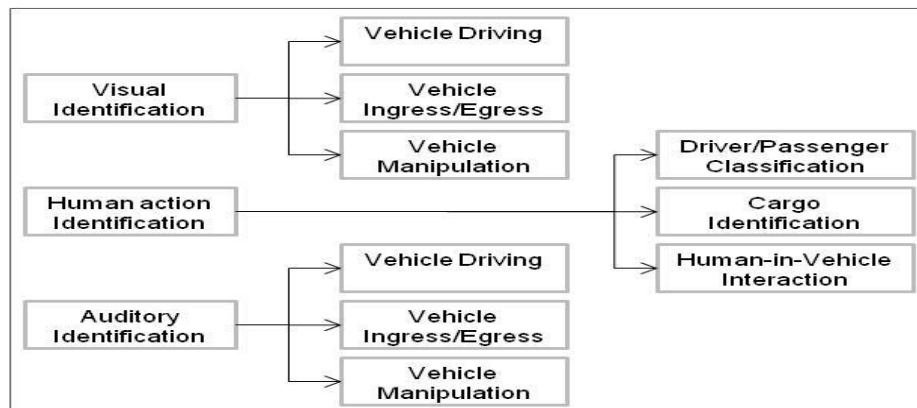 Visual
Identification
Vehicle Driving
Vehicle
Ingress/Egress
Vehicle
Manipulation
Human action
Identification
Driver/Passenger
Classification
Cargo
Identification
Human-in-Vehicle
Interaction
Auditory
Identification
Vehicle Driving
Vehicle
Ingress/Egress
Vehicle
Manipulation